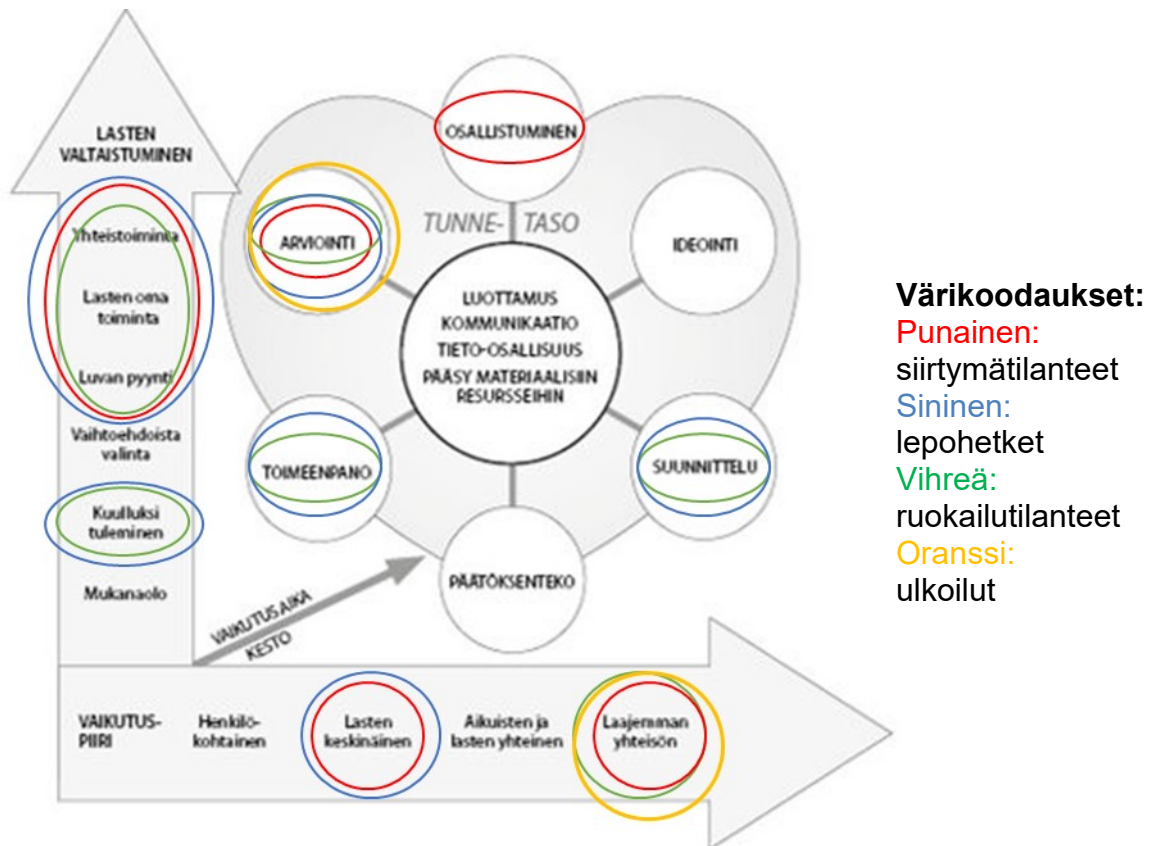 LASTEN
VALTAISTUMINEN
Yhteistoiminta
Lasten oma
toiminta
Luvan pyynti
Vaihtoehdoista
valinta
Kuulluksi
tuleminen
Mukanaolo
OSALLISTUMINEN
ARVIOINTI
TUNNE- TASO
IDEOINTI
LUOTTAMUS
KOMMUNIKAATIO
TIETO-OSALLISUUS
PÄÄSY MATERIAALISIIN
RESURSSEIHIN
TOIMEENPANO
SUUNNITTELU
PÄÄTÖKSENTEKO
VAIKUTUSAIKA
KESTO
VAIKUTUS-
PIIRI
Henkilö-
kohtainen
Lasten
keskinäinen
Aikuisten ja
lasten yhteinen
Laajemman
yhteisön
Värikoodaukset:
Punainen:
siirtymätilanteet
Sininen:
lepohetket
Vihreä:
ruokailutilanteet
Oranssi:
ulkoilut